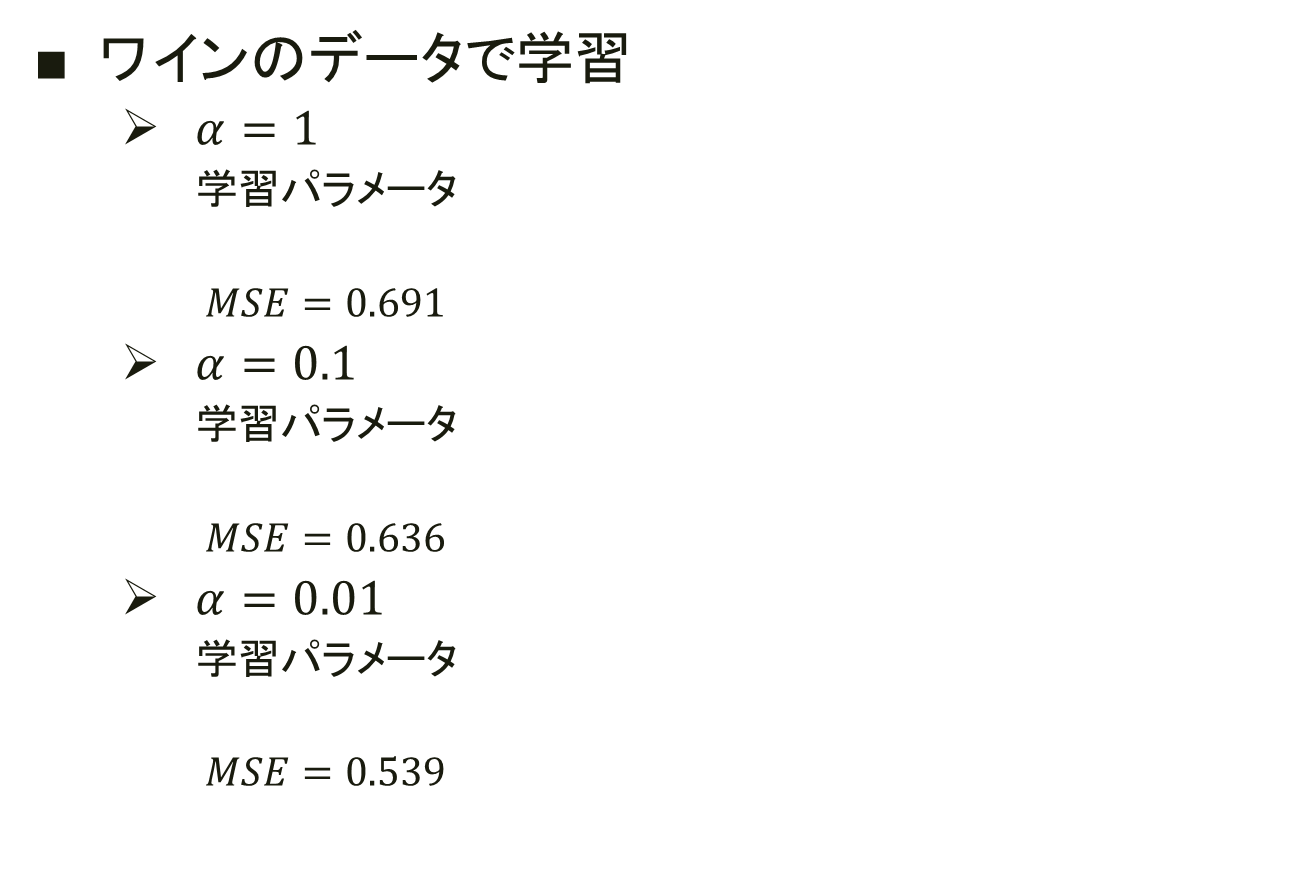 ■ ワインのデータで学習
➢ α = 1
学習パラメータ
MSE = 0.691
➢ α = 0.1
学習パラメータ
MSE = 0.636
➢ α = 0.01
学習パラメータ
MSE = 0.539